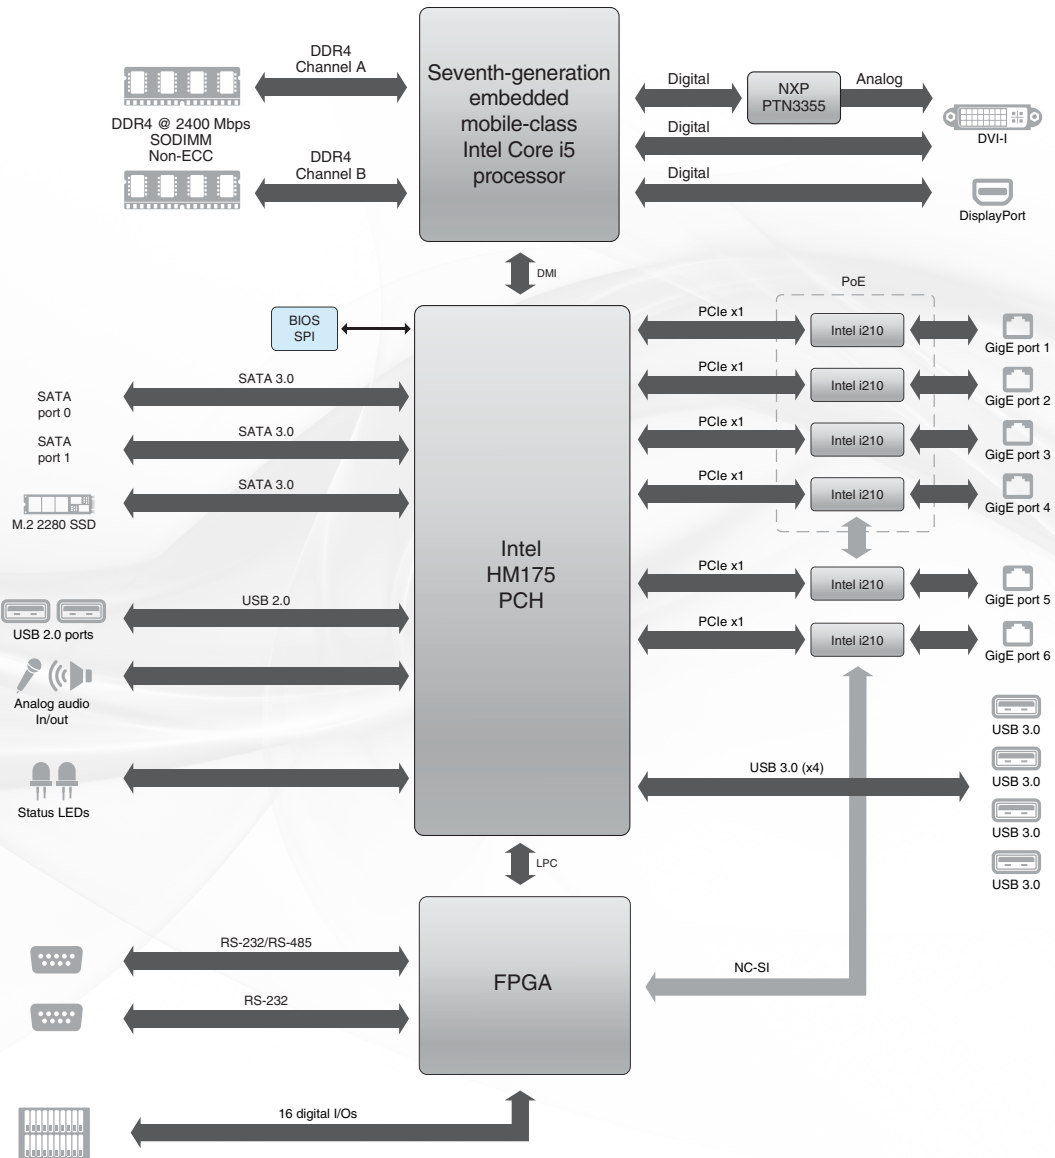 DDR4
Channel A
DDR4 @ 2400 Mbps
SODIMM
Non-ECC
DDR4
Channel B
Seventh-generation
embedded
mobile-class
Intel Core i5
processor
Digital
NXP
PTN3355
Analog
Digital
DVI-I
Digital
DisplayPort
DMI
BIOS
SPI
SATA 3.0
SATA
port 0
SATA 3.0
SATA
port 1
SATA 3.0
M.2 2280 SSD
USB 2.0
USB 2.0 ports
Analog audio
In/out
Status LEDs
Intel
HM175
PCH
PoE
PCIe x1
Intel i210
GigE port 1
PCIe x1
Intel i210
GigE port 2
PCIe x1
Intel i210
GigE port 3
PCIe x1
Intel i210
GigE port 4
PCIe x1
Intel i210
GigE port 5
PCIe x1
Intel i210
GigE port 6
USB 3.0 (x4)
USB 3.0
USB 3.0
USB 3.0
USB 3.0
LPC
RS-232/RS-485
RS-232
FPGA
NC-SI
16 digital I/Os